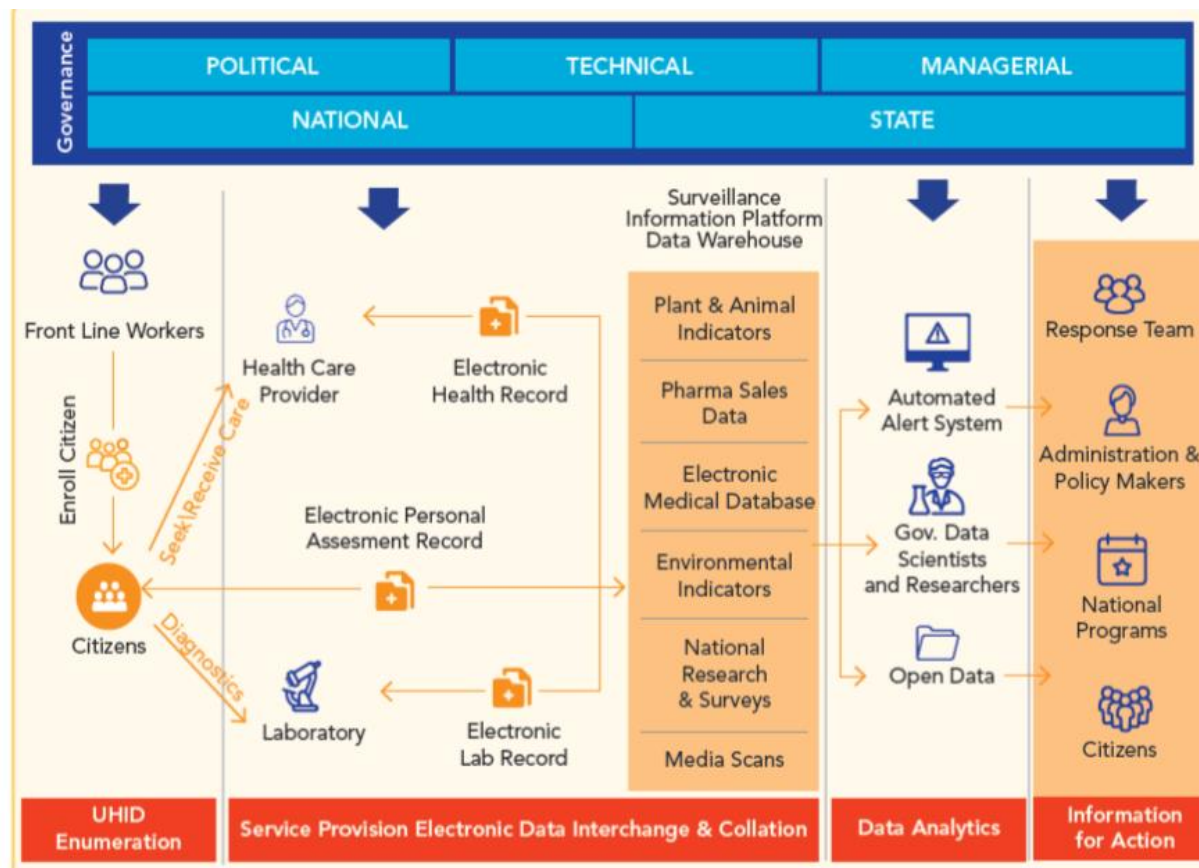 Governance
POLITICAL
TECHNICAL
MANAGERIAL
NATIONAL
STATE
Front Line Workers
Enroll Citizen
Citizens
Seek\Receive Care
Diagnostics
Health Care
Provider
Electronic
Health Record
Electronic Personal
Assesment Record
Laboratory
Electronic
Lab Record
Surveillance
Information Platform
Data Warehouse
Plant & Animal
Indicators
Pharma Sales
Data
Electronic
Medical Database
Environmental
Indicators
National
Research
& Surveys
Media Scans
Automated
Alert System
Gov. Data
Scientists
and Researchers
Open Data
Response Team
Administration &
Policy Makers
National
Programs
Citizens
UHID
Enumeration
Service Provision Electronic Data Interchange & Collation
Data Analytics
Information
for Action